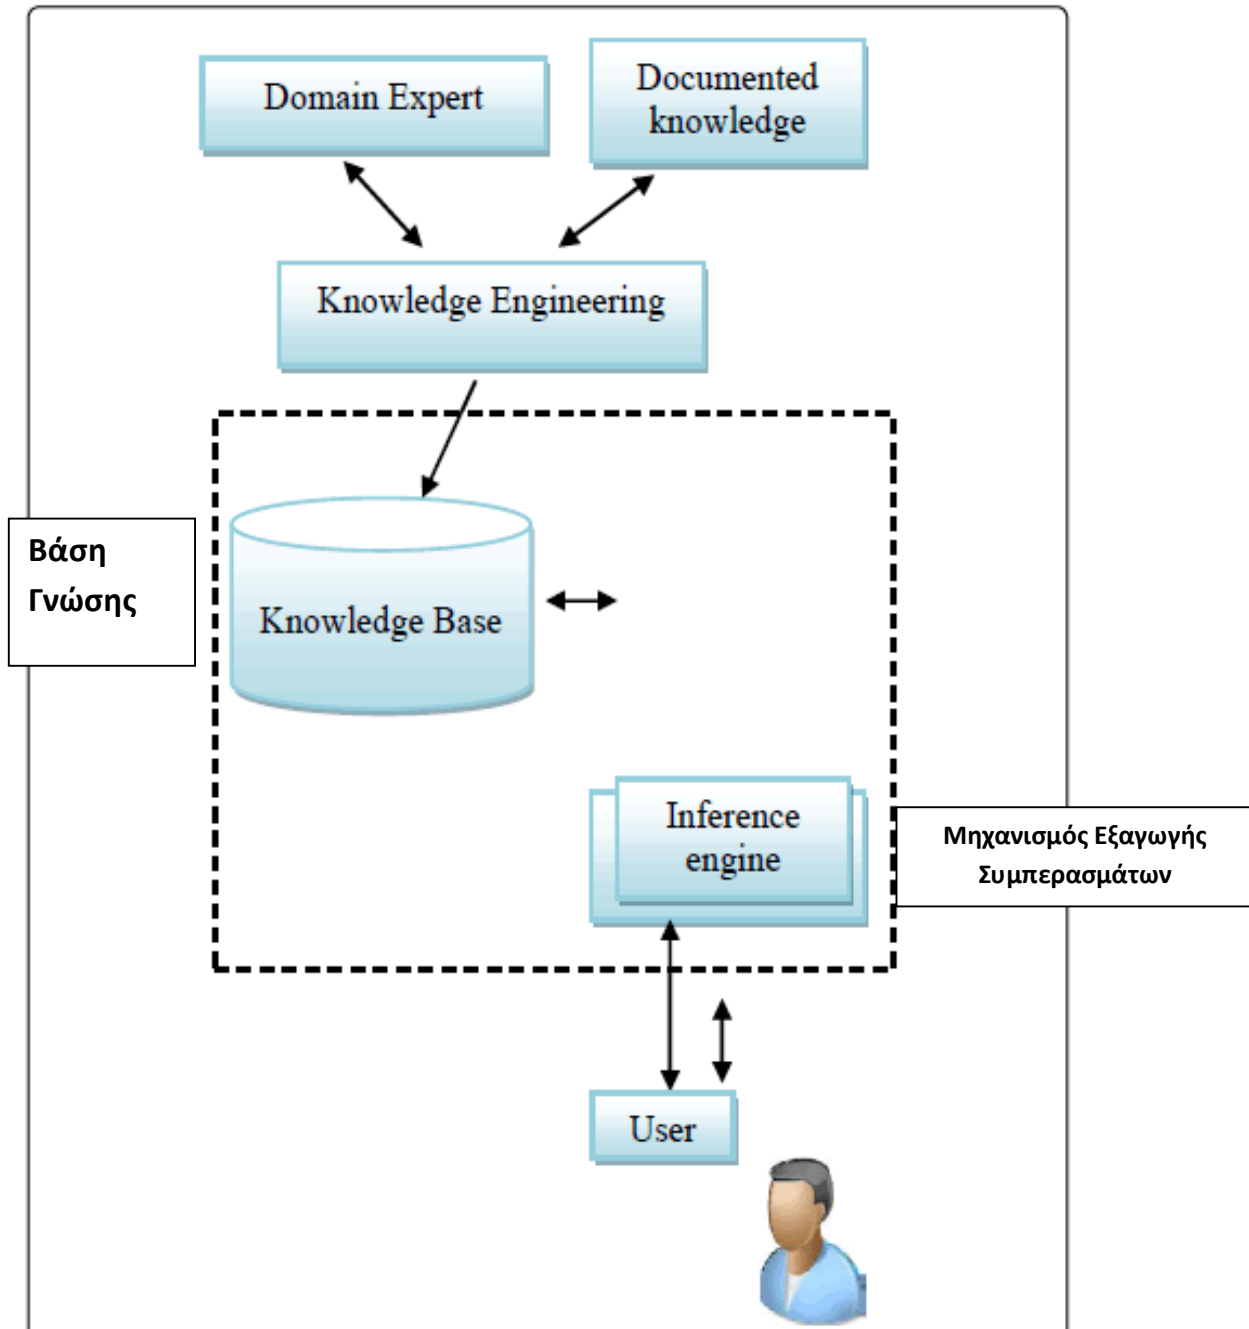 Domain Expert
Documented
knowledge
Knowledge Engineering
Βάση
Γνώσης
Knowledge Base
Inference
engine
Μηχανισμός Εξαγωγής
Συμπερασμάτων
User